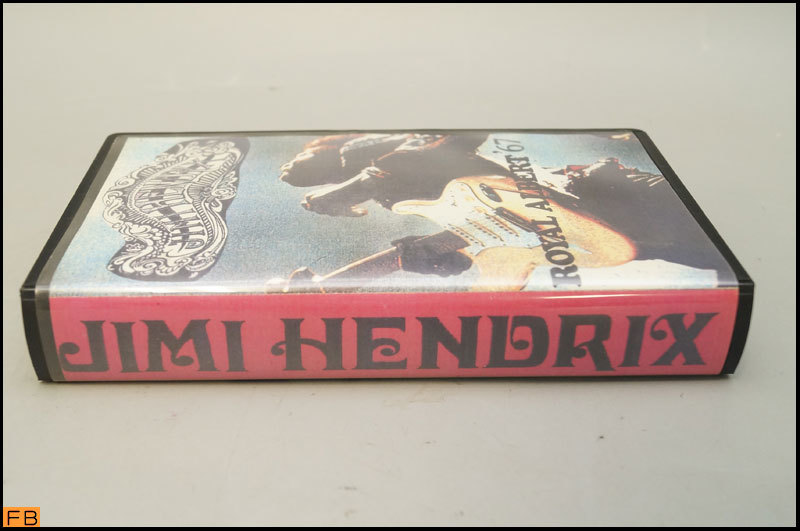 ROYAL ALBERT '67
JIMI HENDRIX
FB